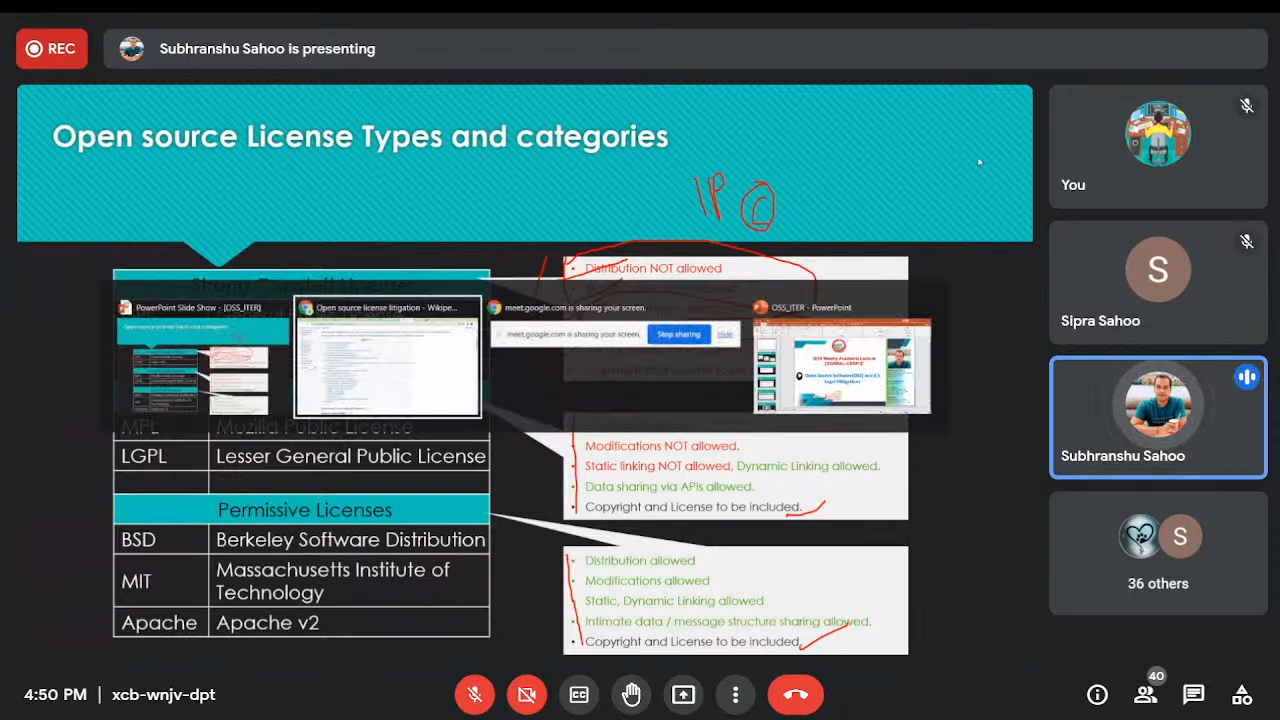 REC
Subhranshu Sahoo is presenting
Open source License Types and categories
IP ©
Distribution NOT allowed
PowerPoint Slide Show - [OSS_ITER]
Open source license litigation - Wikipe...
meet.google.com is sharing your screen.
OSS_ITER - PowerPoint
meet.google.com is sharing your screen.
Stop sharing
Hide
MPL Mozilla Public License
LGPL Lesser General Public License
Permissive Licenses
BSD Berkeley Software Distribution
MIT Massachusetts Institute of
Technology
Apache Apache v2
Modifications NOT allowed.
• Static linking NOT allowed, Dynamic Linking allowed.
• Data sharing via APIs allowed.
• Copyright and License to be included.
• Distribution allowed
• Modifications allowed
Static, Dynamic Linking allowed
• Intimate data / message structure sharing allowed.
• Copyright and License to be included.
You
S
Sipra Sahoo
Subhranshu Sahoo
S
36 others
4:50 PM | xcb-wnjv-dpt
CC
40